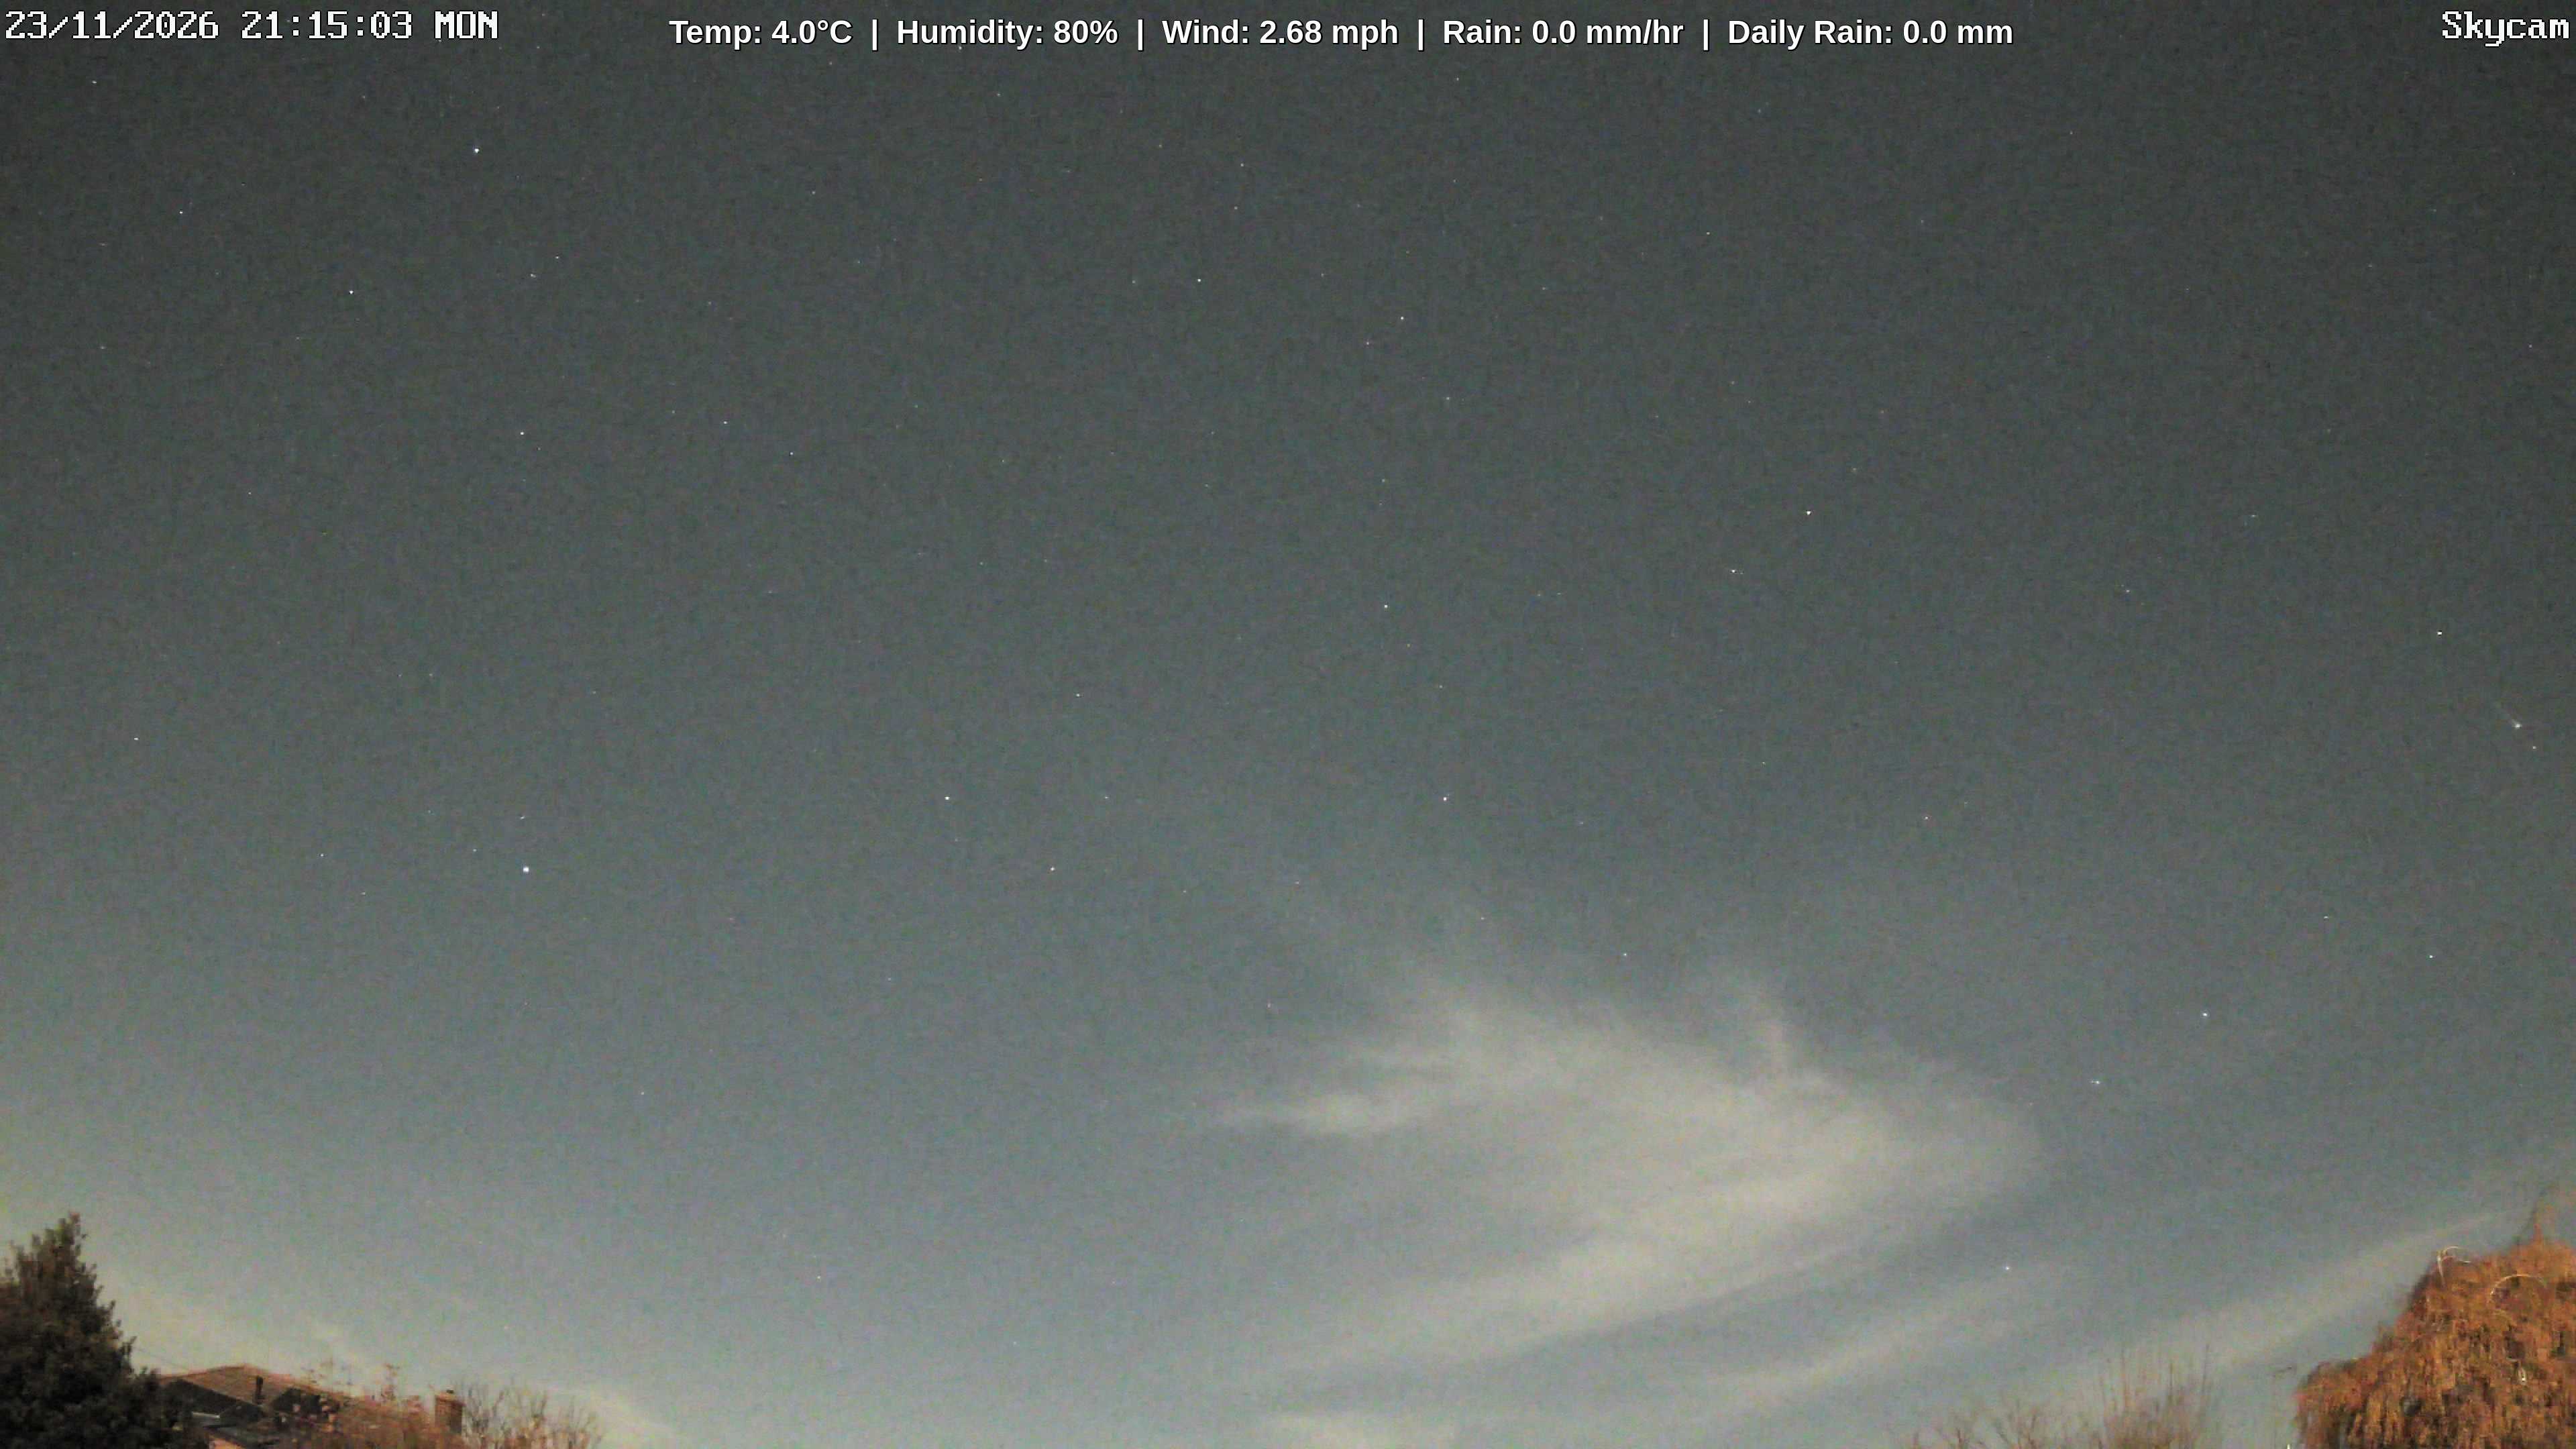 23/11/2026 21:15:03 MON
Temp: 4.0°C | Humidity: 80% | Wind: 2.68 mph | Rain: 0.0 mm/hr | Daily Rain: 0.0 mm
Skycam